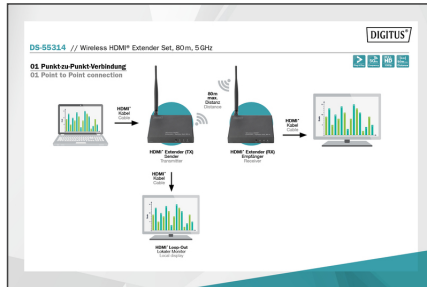 DIGITUS®
DS-55314 // Wireless HDMI® Extender Set, 80m, 5GHz
01 Punkt-zu-Punkt-Verbindung
01 Point to Point connection
80m
max.
Distanz
Distance
HDMI®
Kabel
Cable
HDMI®
Kabel
Cable
HDMI® Extender (TX)
Sender
Transmitter
HDMI® Extender (RX)
Empfänger
Receiver
HDMI®
Kabel
Cable
HDMI® Loop-Out
Lokaler Monitor
Local display